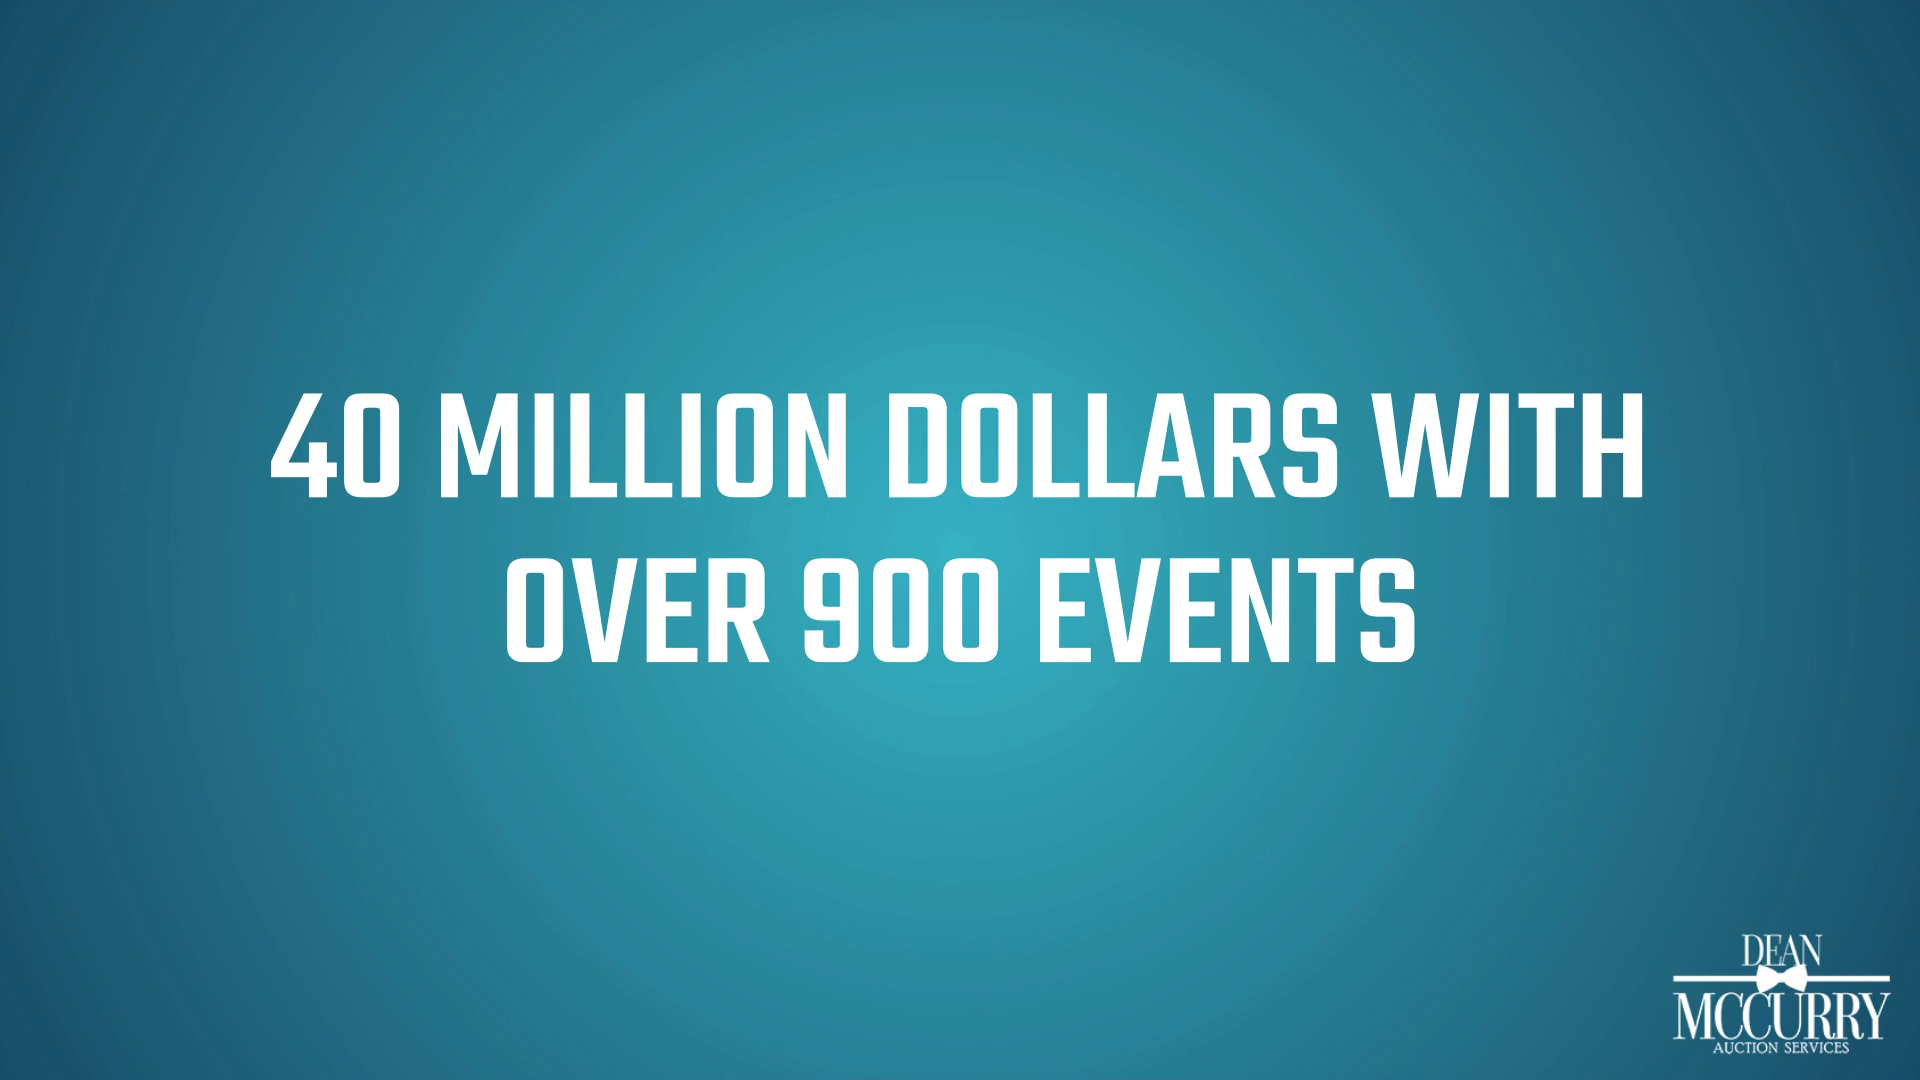 40 MILLION DOLLARS WITH
OVER 900 EVENTS
DEAN
MCCURRY
AUCTION SERVICES